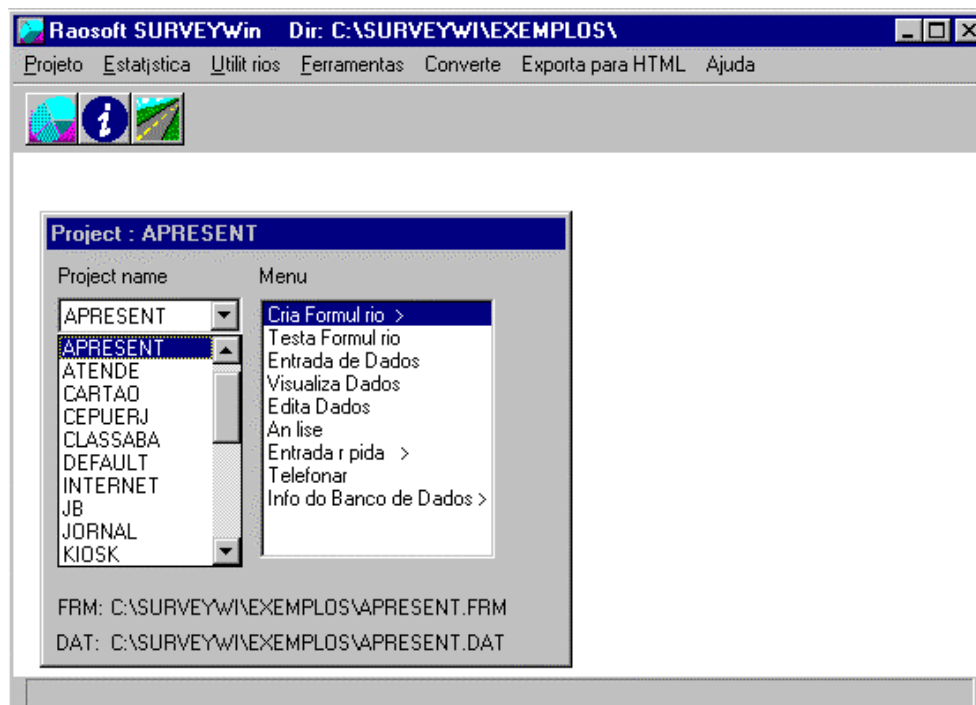 Raosoft SURVEYWin Dir: C:\SURVEYWI\EXEMPLOS\
Projeto Estatjstica Utilit rios Ferramentas Converte Exporta para HTML Ajuda
Project : APRESENT
Project name Menu
APRESENT
APRESENT
ATENDE
CARTAO
CEPUERJ
CLASSABA
DEFAULT
INTERNET
JB
JORNAL
KIOSK
Cria Formul rio >
Testa Formul rio
Entrada de Dados
Visualiza Dados
Edita Dados
An lise
Entrada r pida >
Telefonar
Info do Banco de Dados >
FRM: C:\SURVEYWI\EXEMPLOS\APRESENT.FRM
DAT: C:\SURVEYWI\EXEMPLOS\APRESENT.DAT